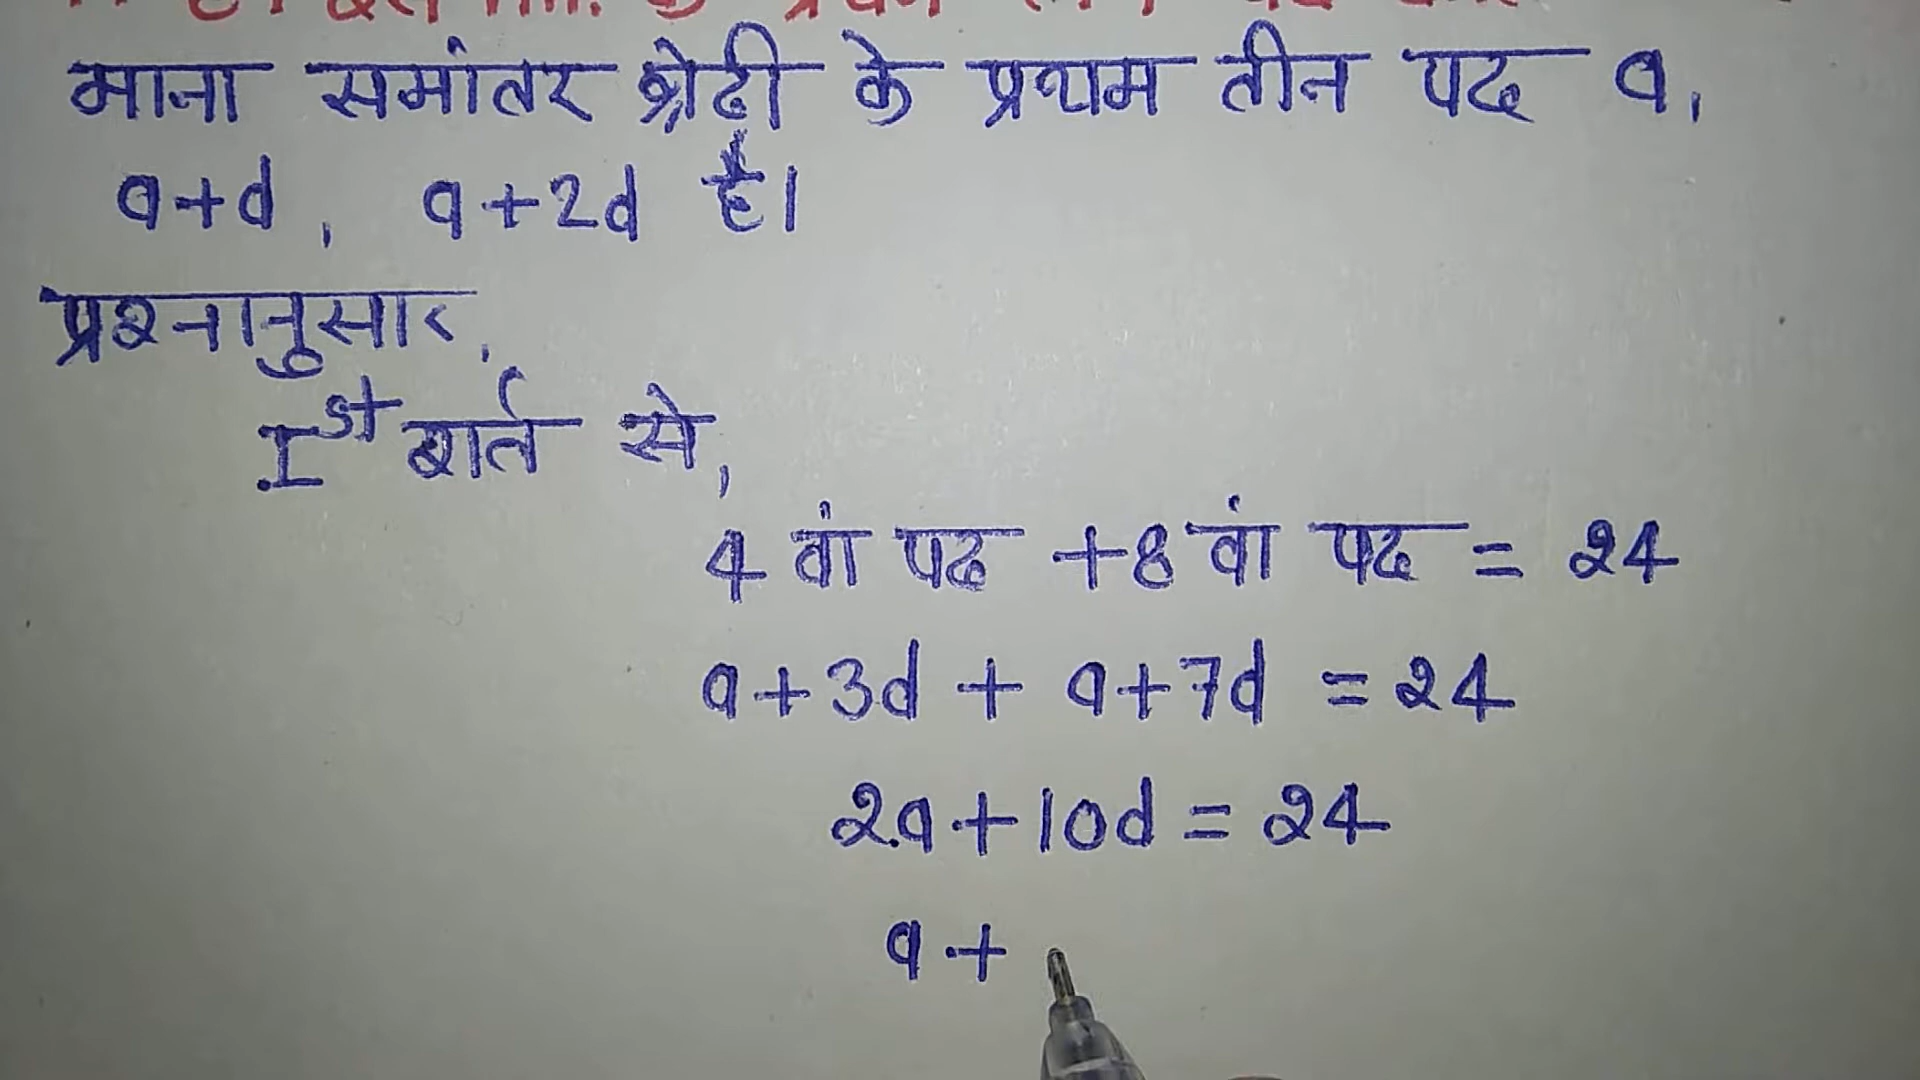 माना समांतर श्रेढी के प्रथम तीन पद a,
a+d, a+2d है।
प्रश्नानुसार,
Ist शर्त से,
4 वां पद +8 वां पद = 24
a+3d + a+7d = 24
2a+10d = 24
a +